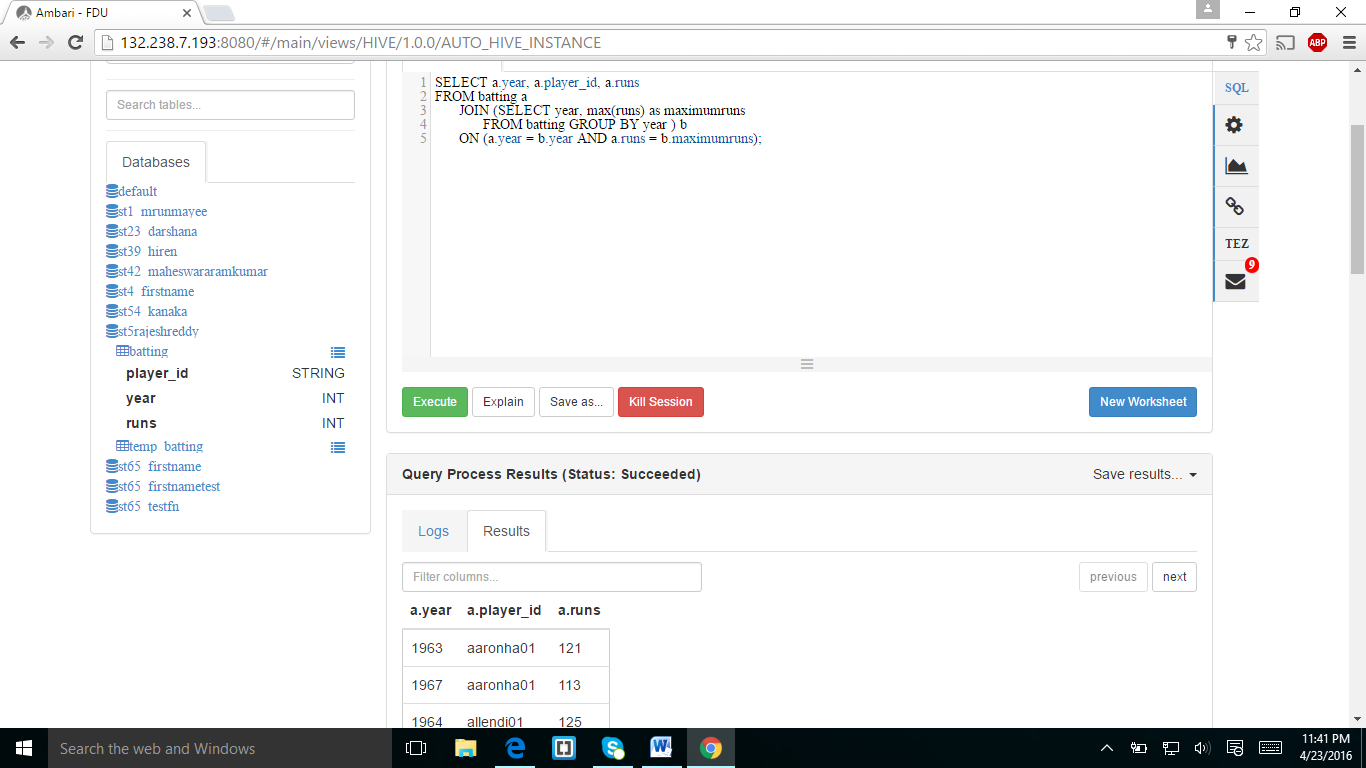 Ambari - FDU
132.238.7.193:8080/#/main/views/HIVE/1.0.0/AUTO_HIVE_INSTANCE
ABP
Search tables...
Databases
default
st1_mrunmayee
st23_darshana
st39_hiren
st42_maheswararamkumar
st4_firstname
st54_kanaka
st5rajeshreddy
batting
player_id STRING
year INT
runs INT
temp_batting
st65_firstname
st65_firstnametest
st65_testfn
1 SELECT a.year, a.player_id, a.runs
2 FROM batting a
3 JOIN (SELECT year, max(runs) as maximumruns
4 FROM batting GROUP BY year ) b
5 ON (a.year = b.year AND a.runs = b.maximumruns);
SQL
TEZ
9
Execute Explain Save as... Kill Session New Worksheet
Query Process Results (Status: Succeeded) Save results...
Logs Results
Filter columns... previous next
a.year a.player_id a.runs
1963 aaronha01 121
1967 aaronha01 113
1964 allendi01 125
Search the web and Windows
11:41 PM
4/23/2016